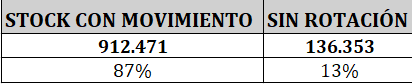 STOCK CON MOVIMIENTO SIN ROTACIÓN
912.471 136.353
87% 13%